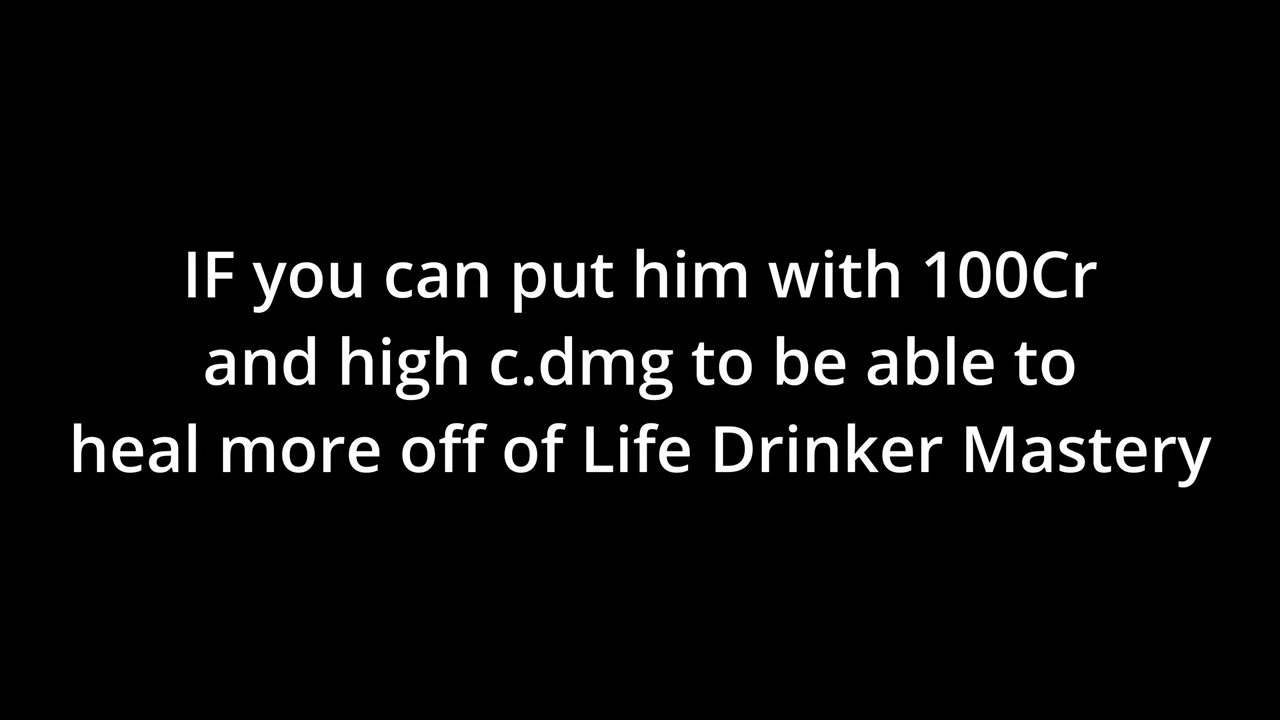 IF you can put him with 100Cr
and high c.dmg to be able to
heal more off of Life Drinker Mastery